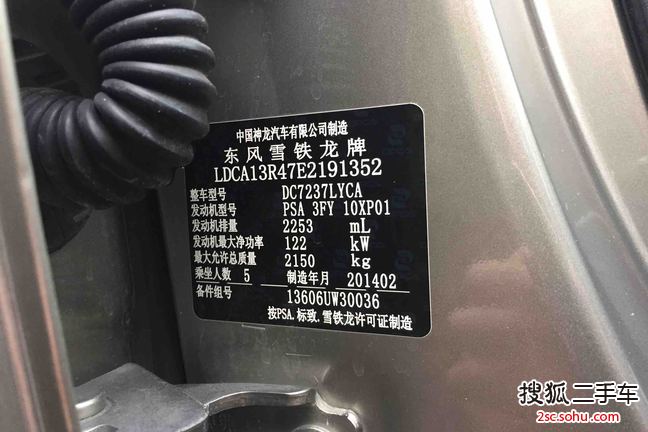 中国神龙汽车有限公司制造
东风雪铁龙牌
LDCA13R47E2191352
整车型号 DC7237LYCA
发动机型号 PSA 3FY 10XP01
发动机排量 2253 mL
发动机最大净功率 122 kW
最大允许总质量 2150 kg
乘坐人数 5 制造年月 201402
备件组号 13606UW30036
按PSA.标致.雪铁龙许可证制造
搜狐二手车
2sc.sohu.com